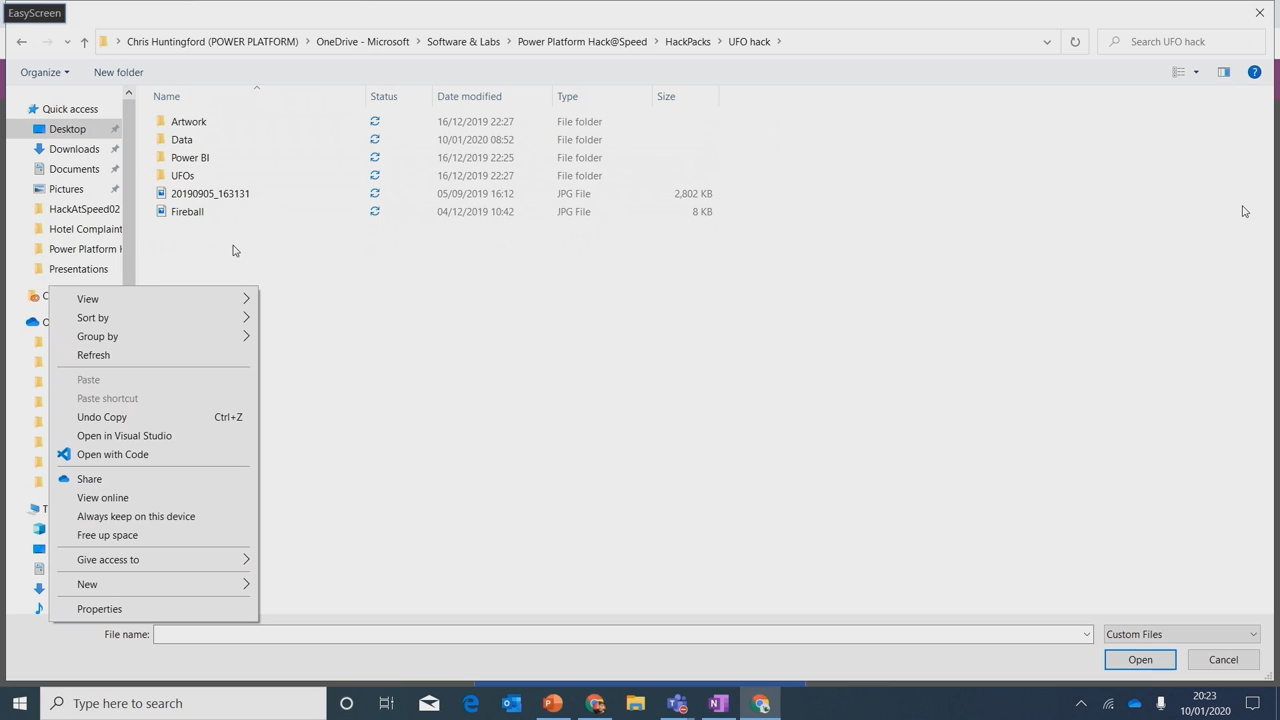 EasyScreen
Chris Huntingford (POWER PLATFORM) > OneDrive - Microsoft > Software & Labs > Power Platform Hack@Speed > HackPacks > UFO hack >
Search UFO hack
Organize
New folder
Name Status Date modified Type Size
Quick access
Desktop
Downloads
Documents
Pictures
HackAtSpeed02
Hotel Complaint
Power Platform H
Presentations
Artwork 16/12/2019 22:27 File folder
Data 10/01/2020 08:52 File folder
Power BI 16/12/2019 22:25 File folder
UFOs 16/12/2019 22:27 File folder
20190905_163131 05/09/2019 16:12 JPG File 2,802 KB
Fireball 04/12/2019 10:42 JPG File 8 KB
C
O
T
View
Sort by
Group by
Refresh
Paste
Paste shortcut
Undo Copy Ctrl+Z
Open in Visual Studio
Open with Code
Share
View online
Always keep on this device
Free up space
Give access to
New
Properties
File name:
Custom Files
Open Cancel
Type here to search
20:23
10/01/2020